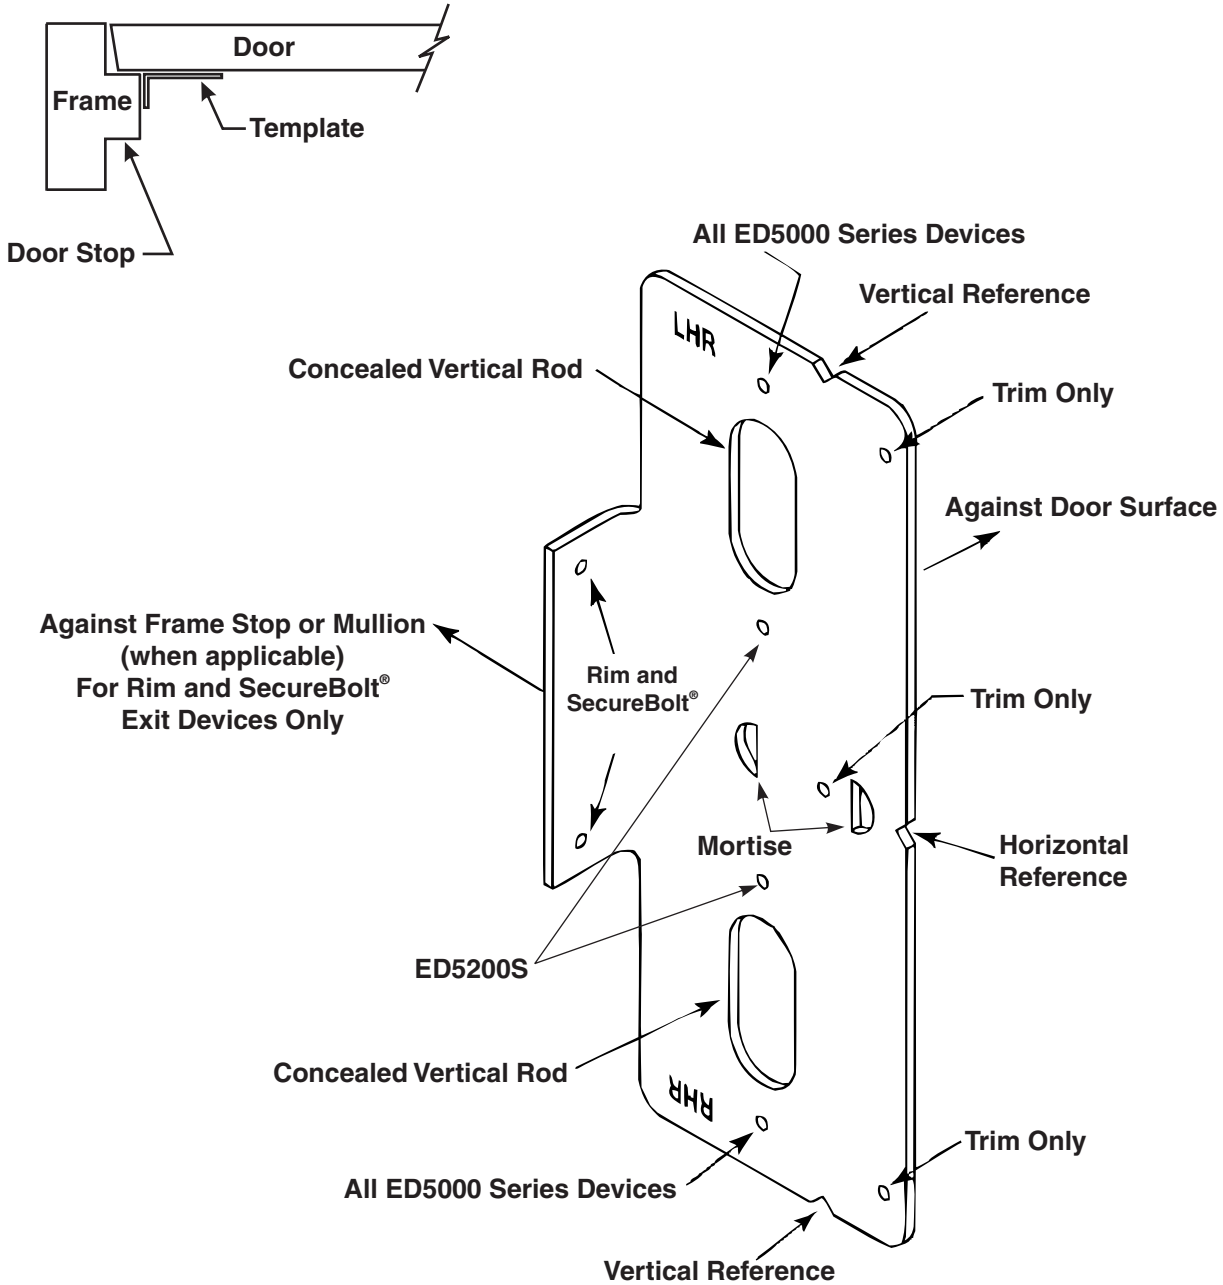 Door
Frame
Template
Door Stop
All ED5000 Series Devices
Vertical Reference
LHR
Concealed Vertical Rod
Trim Only
Against Door Surface
Against Frame Stop or Mullion
(when applicable)
For Rim and SecureBolt®
Exit Devices Only
Rim and
SecureBolt®
Trim Only
Mortise
Horizontal
Reference
ED5200S
Concealed Vertical Rod
RHR
Trim Only
All ED5000 Series Devices
Vertical Reference